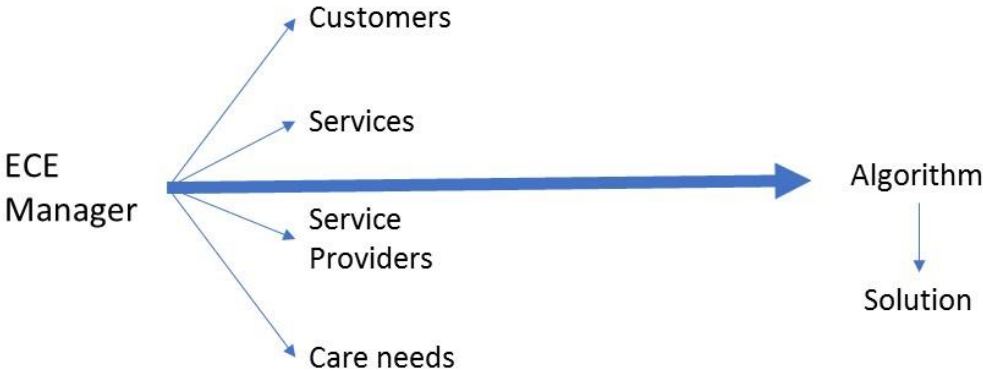 Customers
Services
ECE
Manager
Algorithm
Service
Providers
Solution
Care needs